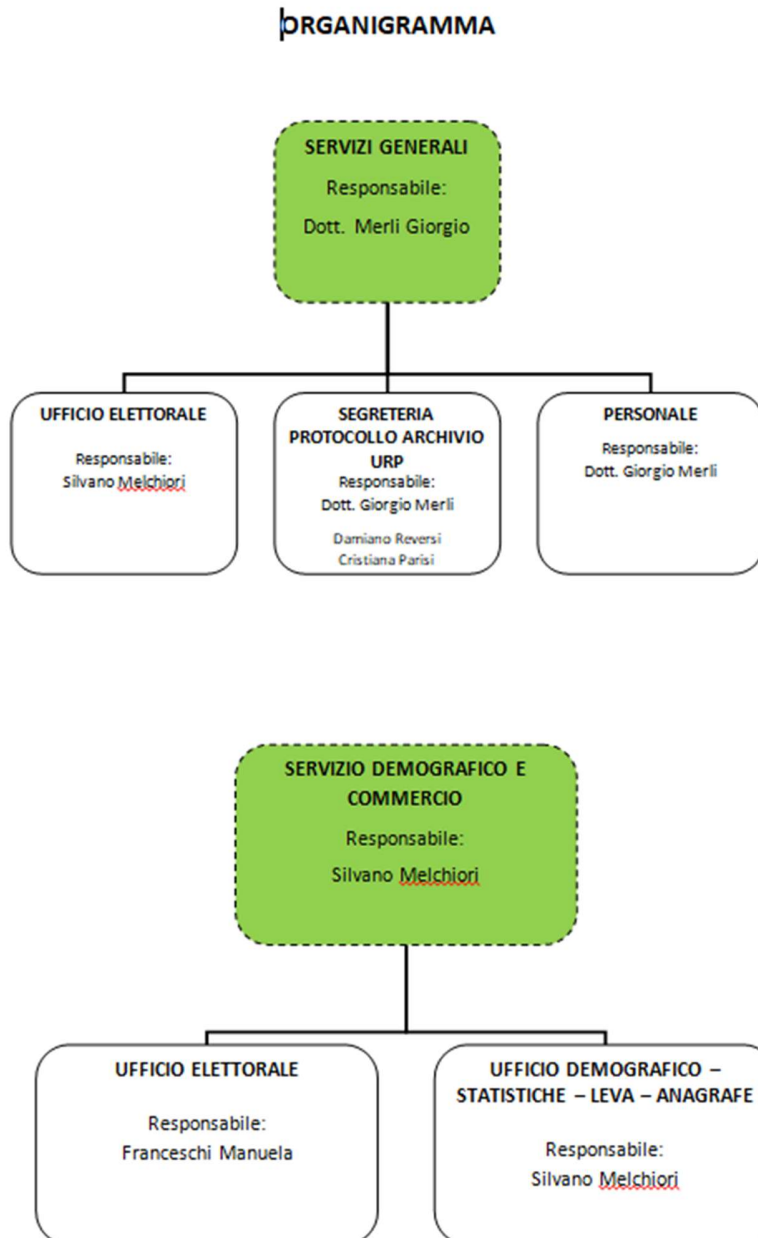 ORGANIGRAMMA
SERVIZI GENERALI
Responsabile:
Dott. Merli Giorgio
UFFICIO ELETTORALE
Responsabile:
Silvano Melchiori
SEGRETERIA
PROTOCOLLO ARCHIVIO
URP
Responsabile:
Dott. Giorgio Merli
Damiano Reversi
Cristiana Parisi
PERSONALE
Responsabile:
Dott. Giorgio Merli
SERVIZIO DEMOGRAFICO E
COMMERCIO
Responsabile:
Silvano Melchiori
UFFICIO ELETTORALE
Responsabile:
Franceschi Manuela
UFFICIO DEMOGRAFICO –
STATISTICHE – LEVA – ANAGRAFE
Responsabile:
Silvano Melchiori